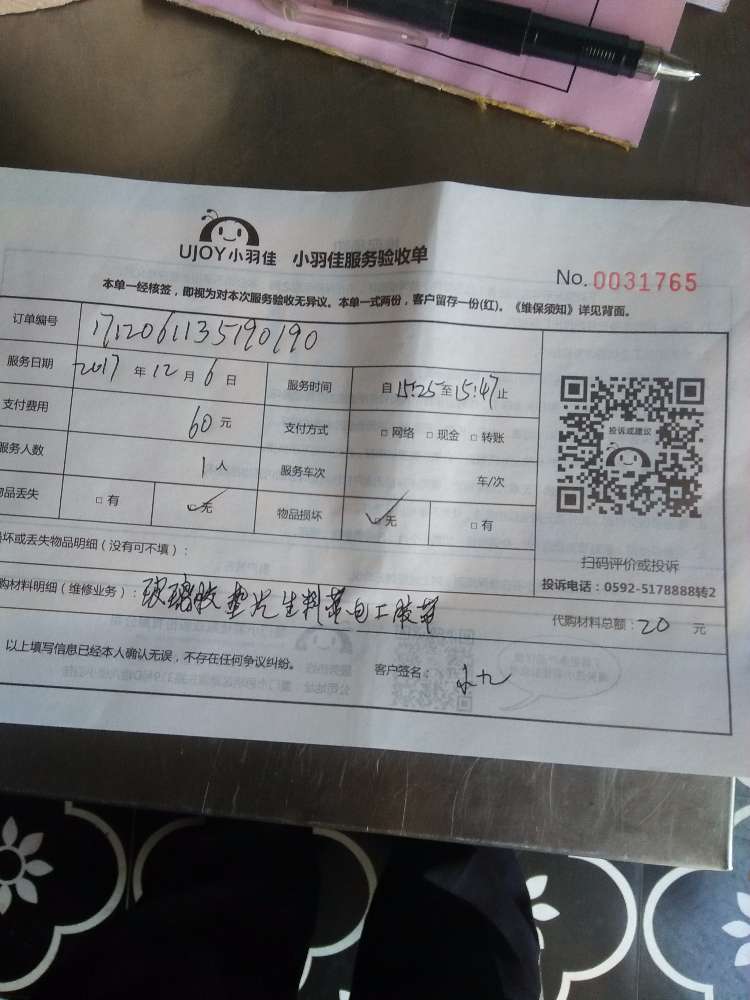 UJOY小羽佳 小羽佳服务验收单
No. 0031765
本单一经核签，即视为对本次服务验收无异议。本单一式两份，客户留存一份(红)。《维保须知》详见背面。
订单编号 1712061135190190
服务日期 2017 年 12 月 6 日 服务时间 自 15:25 至 15:47 止
支付费用 60 元 支付方式 □ 网络 □ 现金 □ 转账
服务人数 1 人 服务车次 车/次
物品丢失 □ 有 ✓无 物品损坏 ✓无 □ 有
投诉或建议
扫码评价或投诉
投诉电话：0592-5178888转2
损坏或丢失物品明细（没有可不填）：
购材料明细（维修业务）：玻璃胶 垫片 生料带 电工胶带
代购材料总额：20 元
以上填写信息已经本人确认无误，不存在任何争议纠纷。 客户签名：